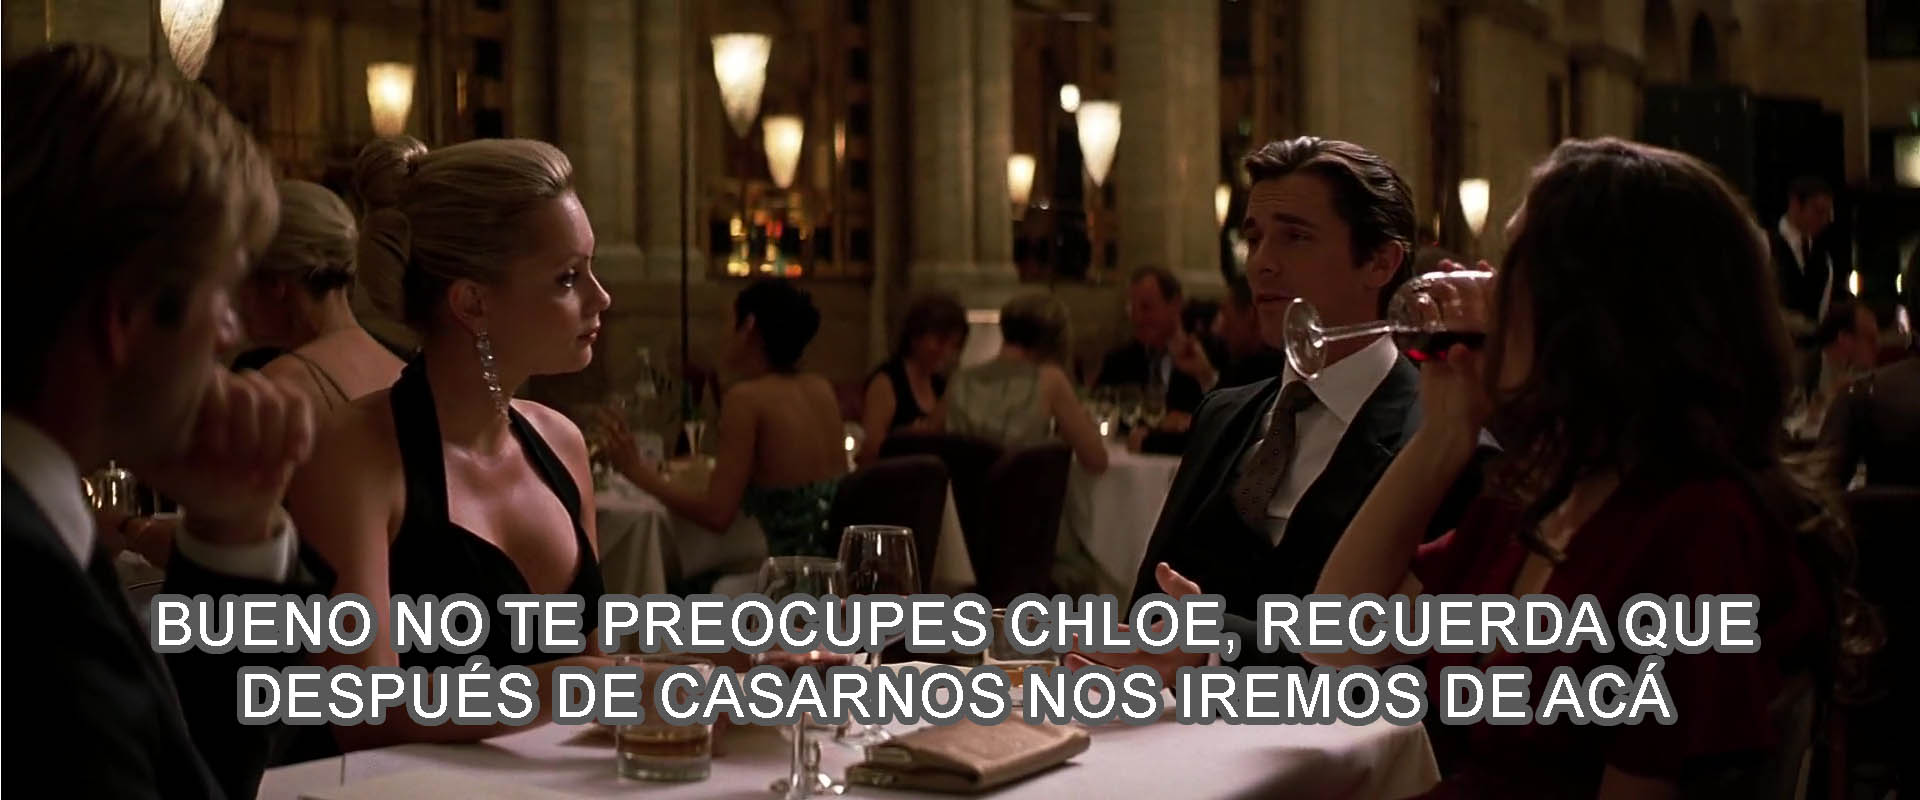 BUENO NO TE PREOCUPES CHLOE, RECUERDA QUE
DESPUÉS DE CASARNOS NOS IREMOS DE ACÁ